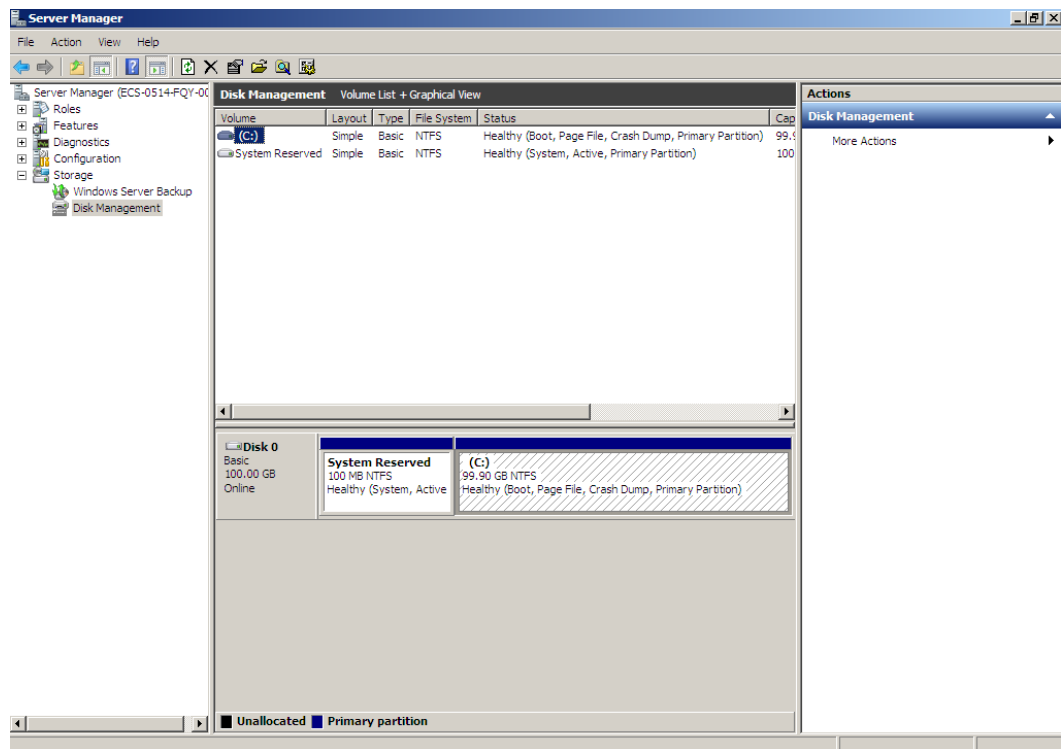 Server Manager
File Action View Help
Server Manager (ECS-0514-FQY-00
Roles
Features
Diagnostics
Configuration
Storage
Windows Server Backup
Disk Management
Disk Management Volume List + Graphical View
Volume Layout Type File System Status Cap
(C:) Simple Basic NTFS Healthy (Boot, Page File, Crash Dump, Primary Partition) 99.9
System Reserved Simple Basic NTFS Healthy (System, Active, Primary Partition) 100
Disk 0
Basic
100.00 GB
Online
System Reserved
100 MB NTFS
Healthy (System, Active
(C:)
99.90 GB NTFS
Healthy (Boot, Page File, Crash Dump, Primary Partition)
Unallocated Primary partition
Actions
Disk Management
More Actions